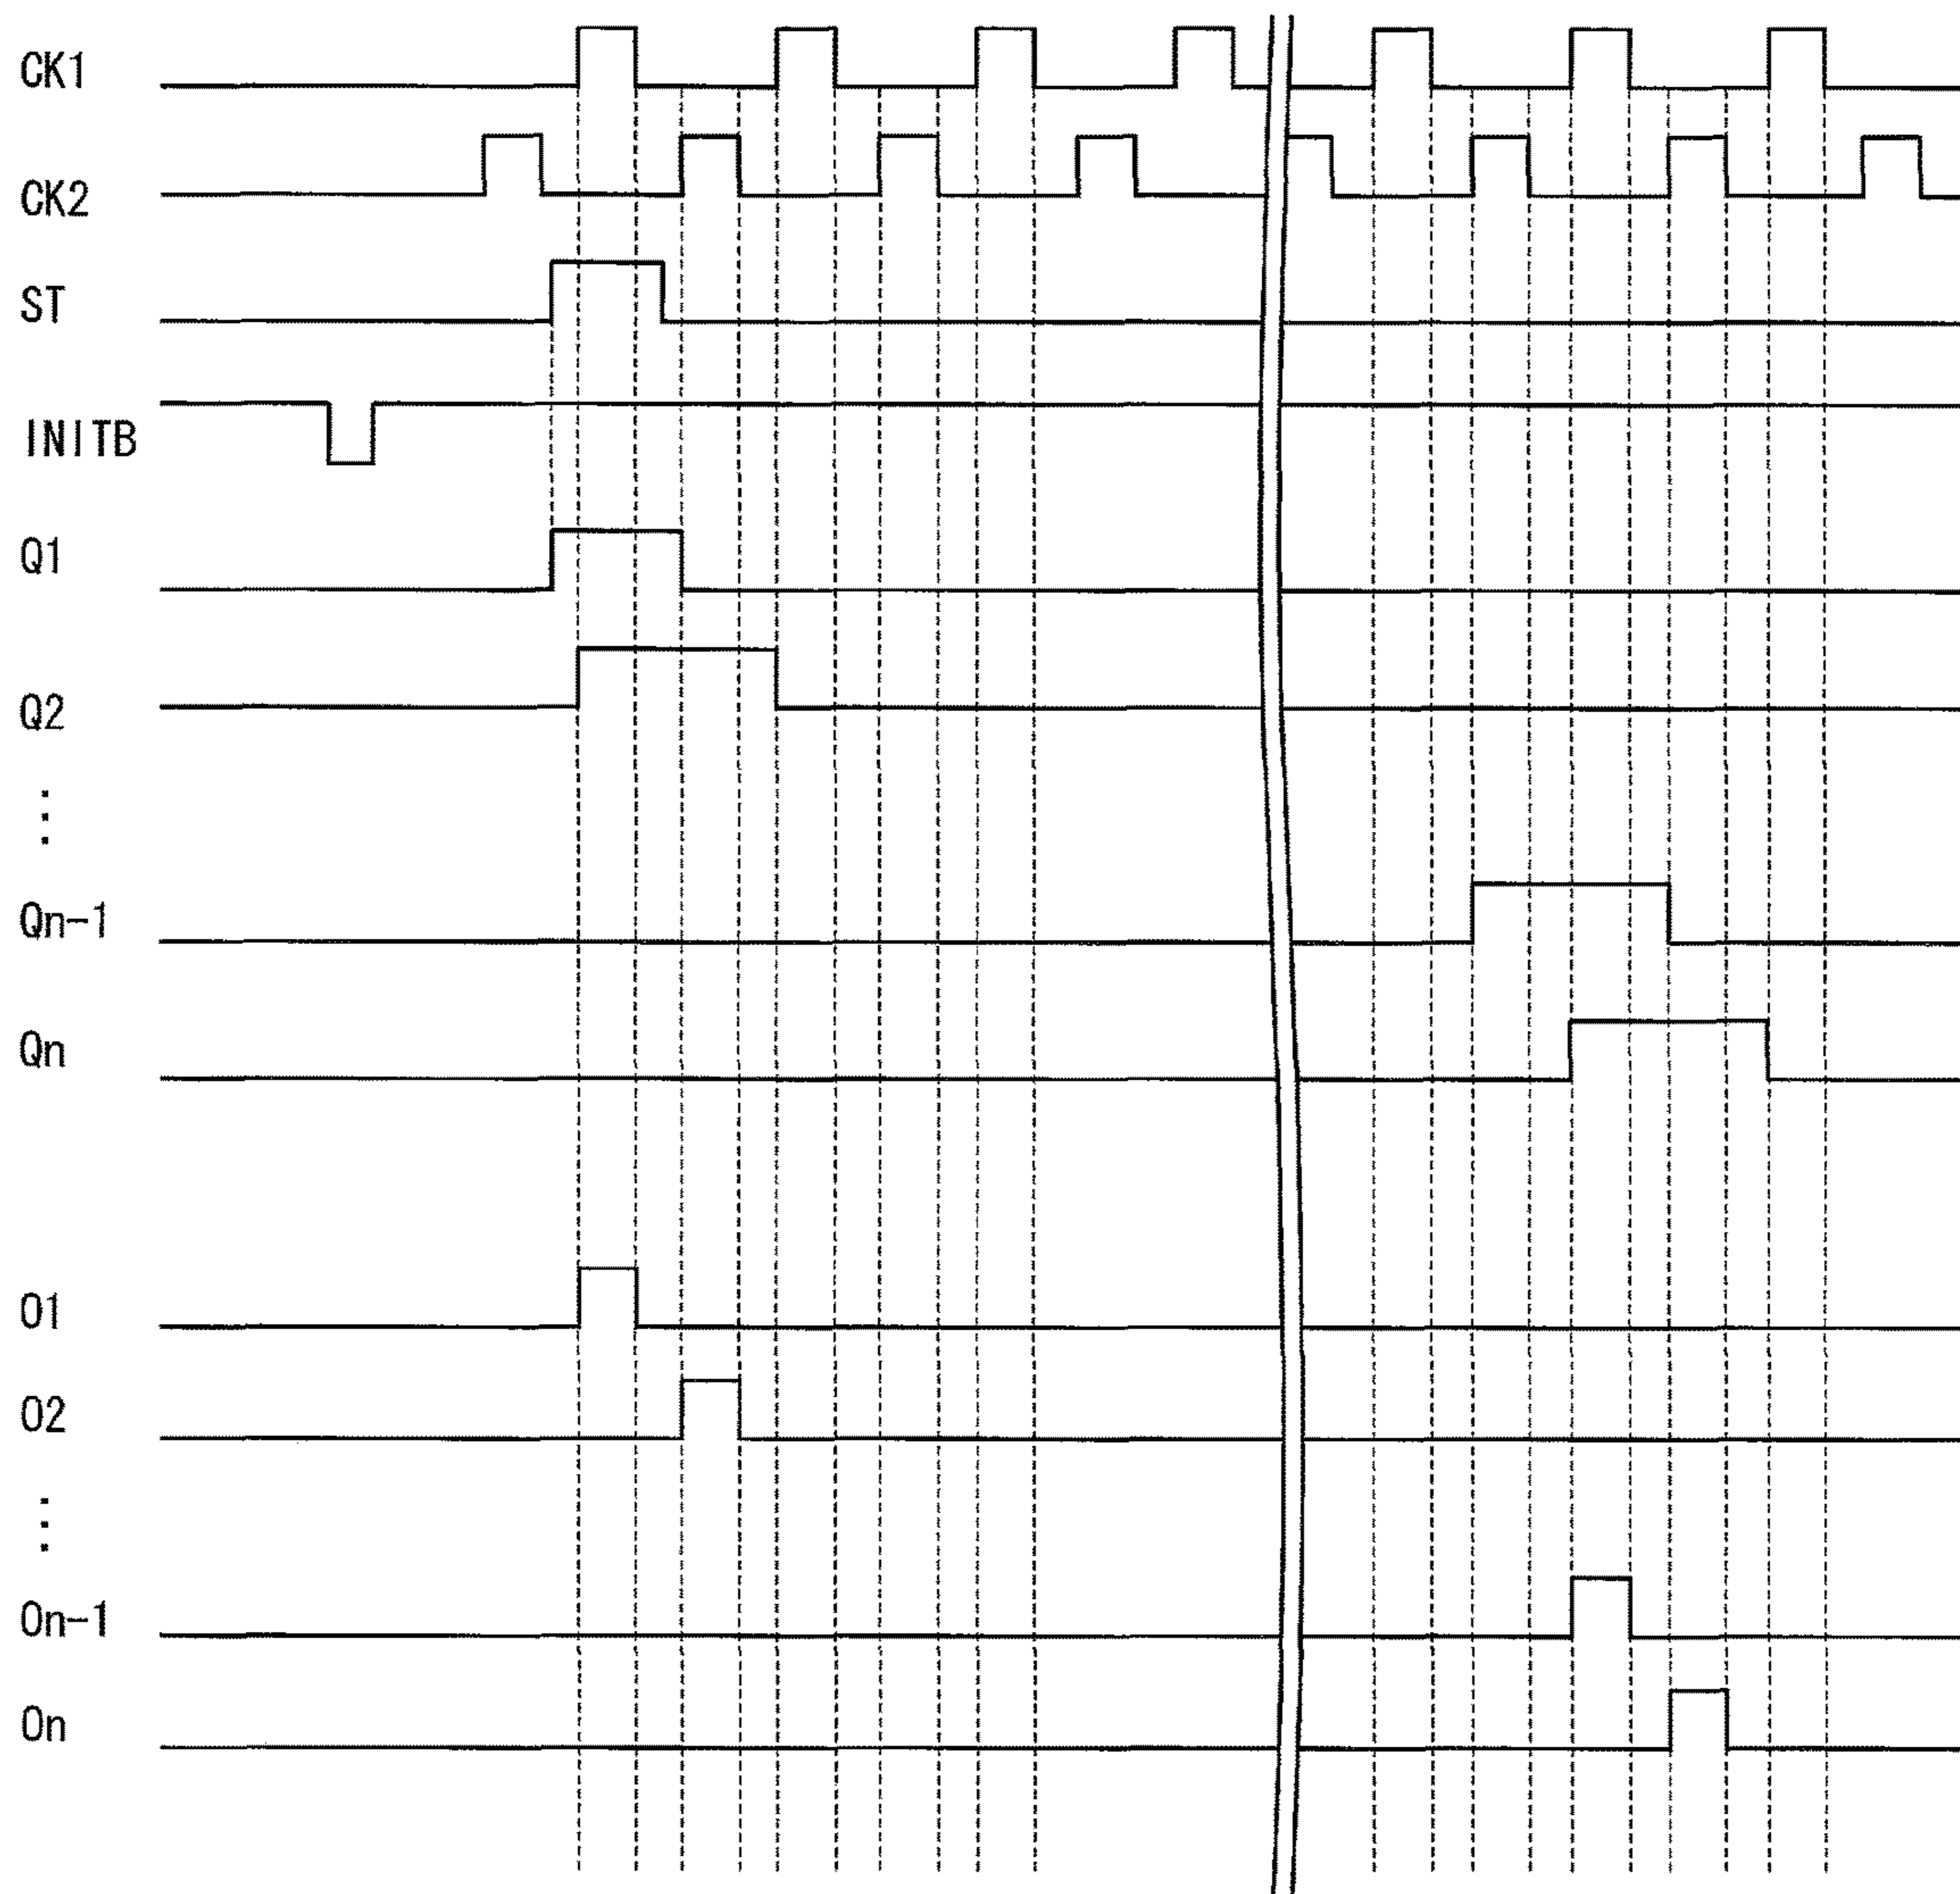 CK1
CK2
ST
INITB
Q1
Q2
⋮
Qn-1
Qn
O1
O2
⋮
On-1
On